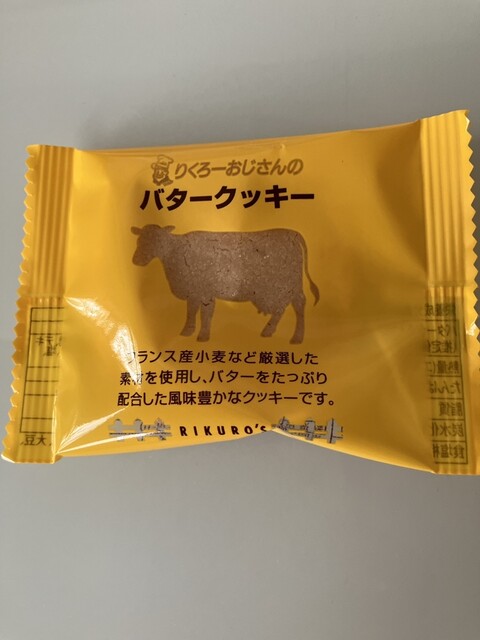 りくろーおじさんの
バタークッキー
フランス産小麦など厳選した
素材を使用し、バターをたっぷり
配合した風味豊かなクッキーです。
RIKURO's